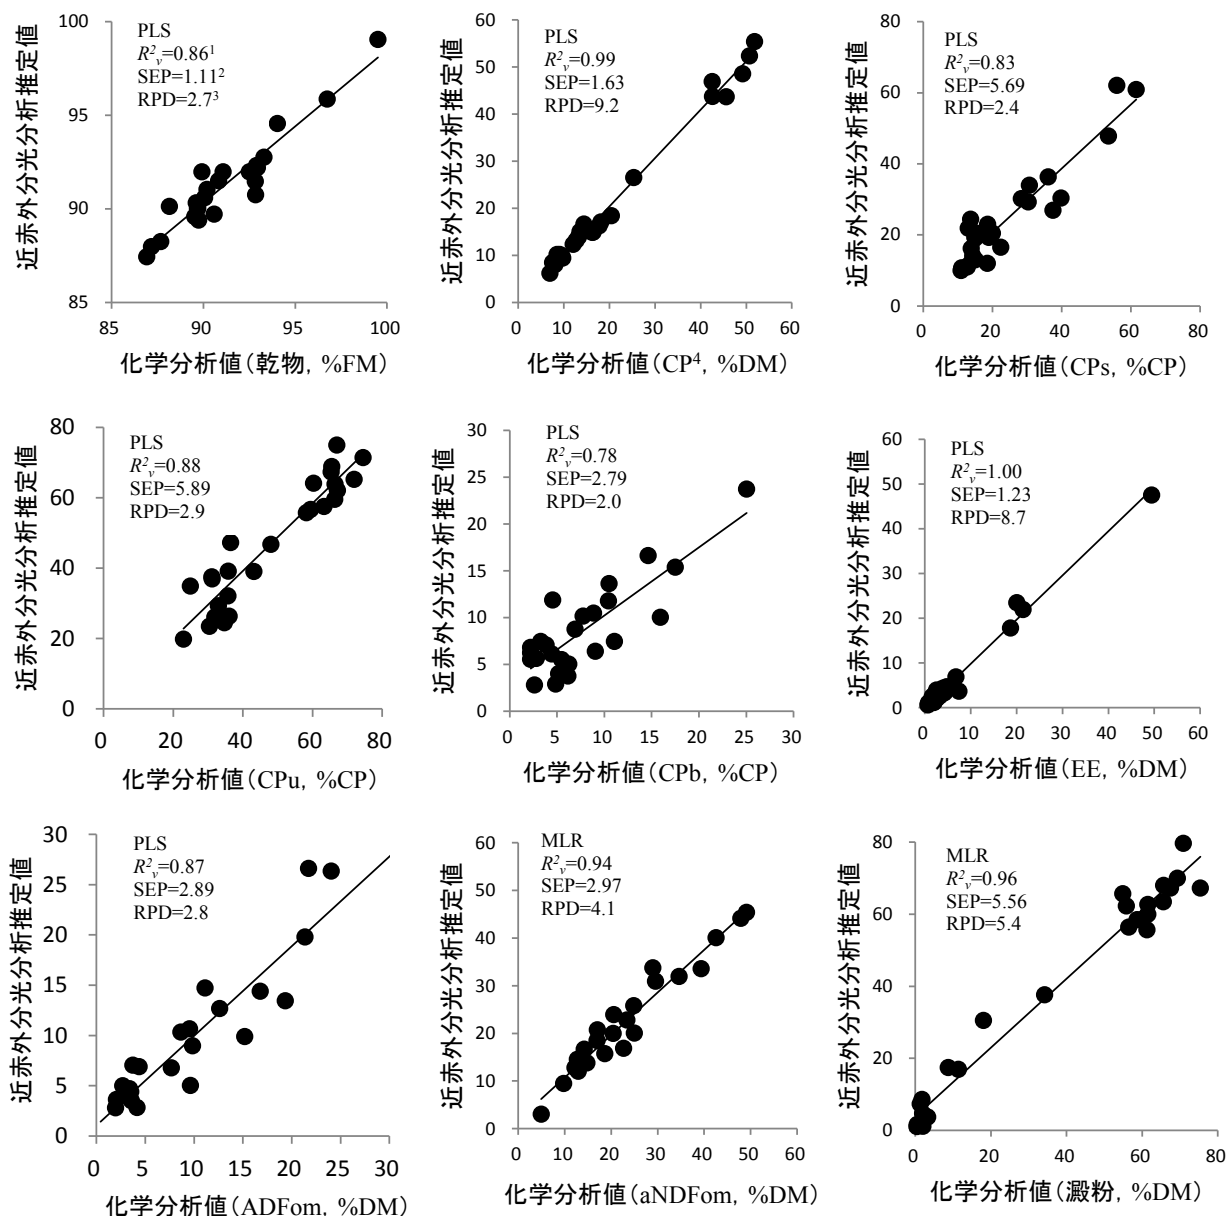 近赤外分光分析推定値
100
95
90
85
PLS
R²ᵥ=0.86¹
SEP=1.11²
RPD=2.7³
85 90 95 100
化学分析値(乾物, %FM)
近赤外分光分析推定値
60
50
40
30
20
10
0
PLS
R²ᵥ=0.99
SEP=1.63
RPD=9.2
0 10 20 30 40 50 60
化学分析値(CP⁴, %DM)
近赤外分光分析推定値
80
60
40
20
0
PLS
R²ᵥ=0.83
SEP=5.69
RPD=2.4
0 20 40 60 80
化学分析値(CPs, %CP)
近赤外分光分析推定値
80
60
40
20
0
PLS
R²ᵥ=0.88
SEP=5.89
RPD=2.9
0 20 40 60 80
化学分析値(CPu, %CP)
近赤外分光分析推定値
30
25
20
15
10
5
0
PLS
R²ᵥ=0.78
SEP=2.79
RPD=2.0
0 5 10 15 20 25 30
化学分析値(CPb, %CP)
近赤外分光分析推定値
60
50
40
30
20
10
0
PLS
R²ᵥ=1.00
SEP=1.23
RPD=8.7
0 10 20 30 40 50 60
化学分析値(EE, %DM)
近赤外分光分析推定値
30
25
20
15
10
5
0
PLS
R²ᵥ=0.87
SEP=2.89
RPD=2.8
0 5 10 15 20 25 30
化学分析値(ADFom, %DM)
近赤外分光分析推定値
60
50
40
30
20
10
0
MLR
R²ᵥ=0.94
SEP=2.97
RPD=4.1
0 10 20 30 40 50 60
化学分析値(aNDFom, %DM)
近赤外分光分析推定値
80
60
40
20
0
MLR
R²ᵥ=0.96
SEP=5.56
RPD=5.4
0 20 40 60 80
化学分析値(澱粉, %DM)